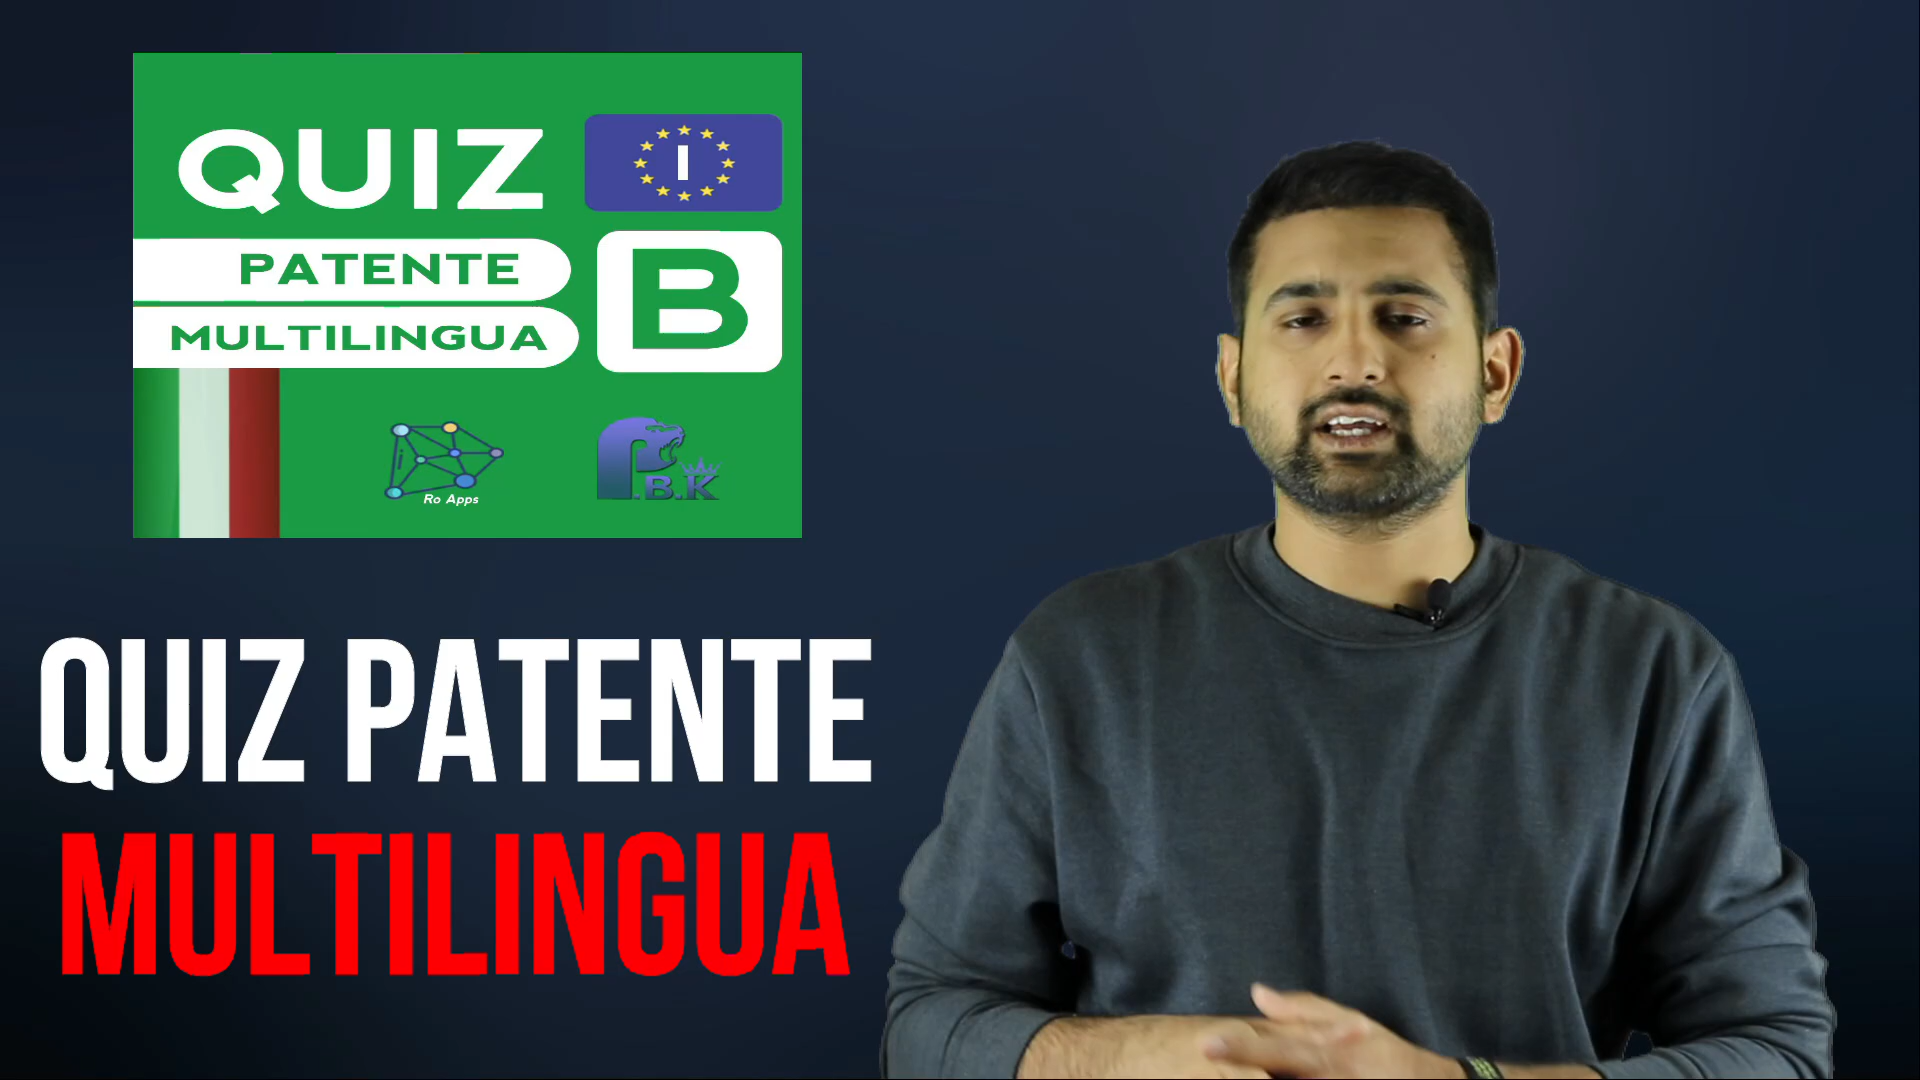 QUIZ
I
PATENTE
MULTILINGUA
B
Ro Apps
P.B.K
QUIZ PATENTE
MULTILINGUA